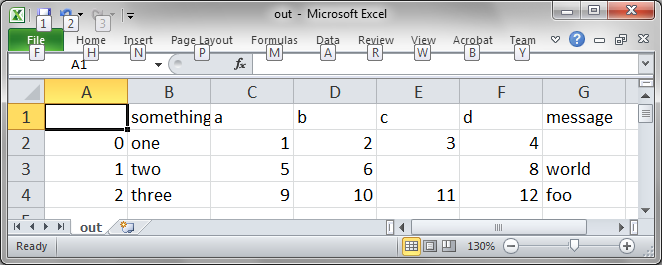 out - Microsoft Excel
1 2 3
File Home Insert Page Layout Formulas Data Review View Acrobat Team
F H N P M A R W B Y
A1 fx
A B C D E F G
1 something a b c d message
2 0 one 1 2 3 4
3 1 two 5 6 8 world
4 2 three 9 10 11 12 foo
out
Ready 130%